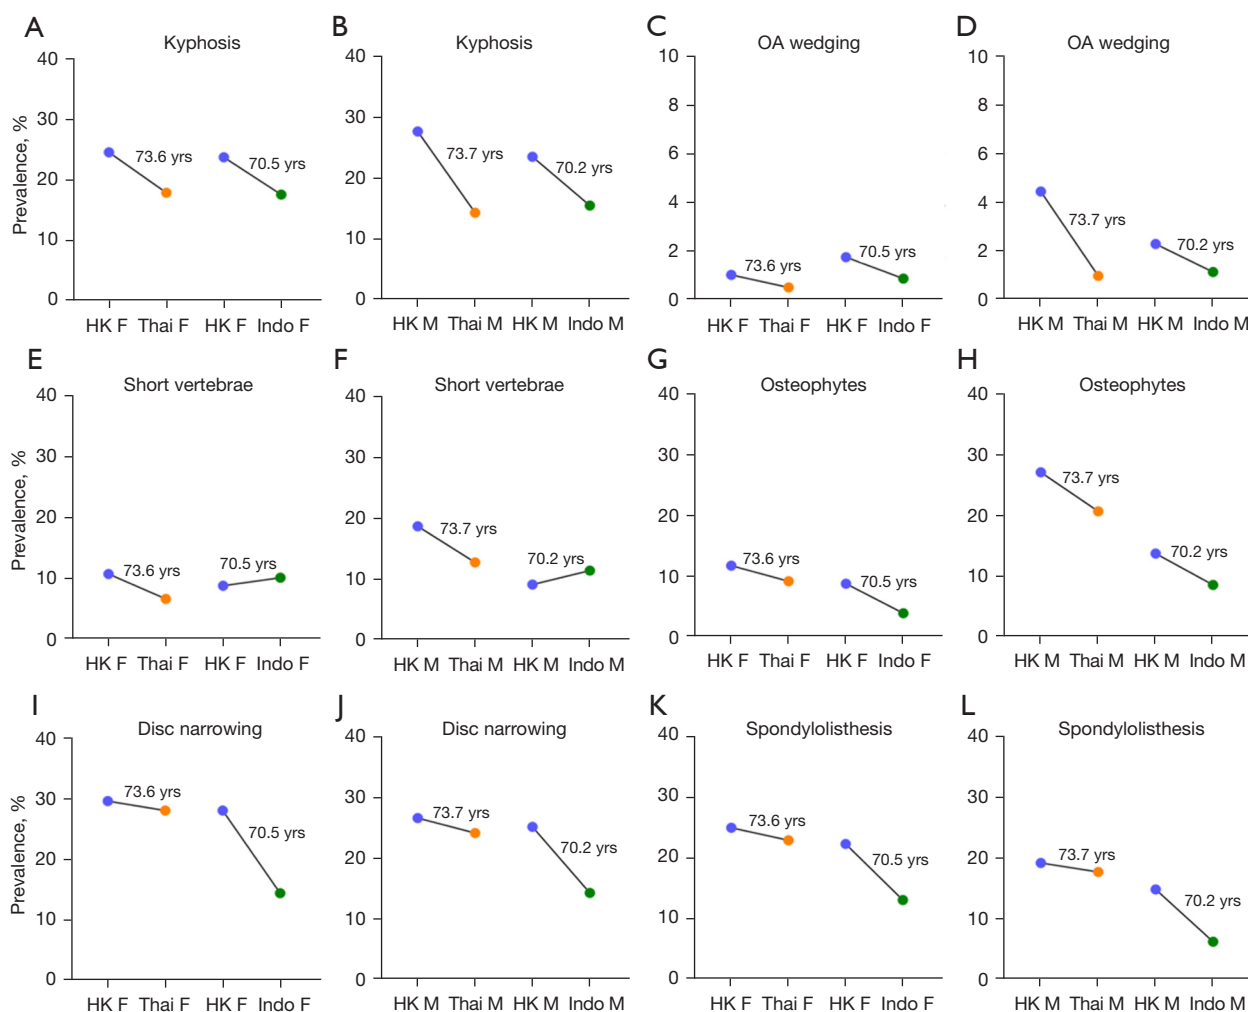 A
Kyphosis
40
30
20
10
0
Prevalence, %
73.6 yrs
70.5 yrs
HK F Thai F HK F Indo F
B
Kyphosis
40
30
20
10
0
73.7 yrs
70.2 yrs
HK M Thai M HK M Indo M
C
OA wedging
10
8
6
4
2
0
73.6 yrs
70.5 yrs
HK F Thai F HK F Indo F
D
OA wedging
10
8
6
4
2
0
73.7 yrs
70.2 yrs
HK M Thai M HK M Indo M
E
Short vertebrae
40
30
20
10
0
Prevalence, %
73.6 yrs
70.5 yrs
HK F Thai F HK F Indo F
F
Short vertebrae
40
30
20
10
0
73.7 yrs
70.2 yrs
HK M Thai M HK M Indo M
G
Osteophytes
40
30
20
10
0
73.6 yrs
70.5 yrs
HK F Thai F HK F Indo F
H
Osteophytes
40
30
20
10
0
73.7 yrs
70.2 yrs
HK M Thai M HK M Indo M
I
Disc narrowing
40
30
20
10
0
Prevalence, %
73.6 yrs
70.5 yrs
HK F Thai F HK F Indo F
J
Disc narrowing
40
30
20
10
0
73.7 yrs
70.2 yrs
HK M Thai M HK M Indo M
K
Spondylolisthesis
40
30
20
10
0
73.6 yrs
70.5 yrs
HK F Thai F HK F Indo F
L
Spondylolisthesis
40
30
20
10
0
73.7 yrs
70.2 yrs
HK M Thai M HK M Indo M